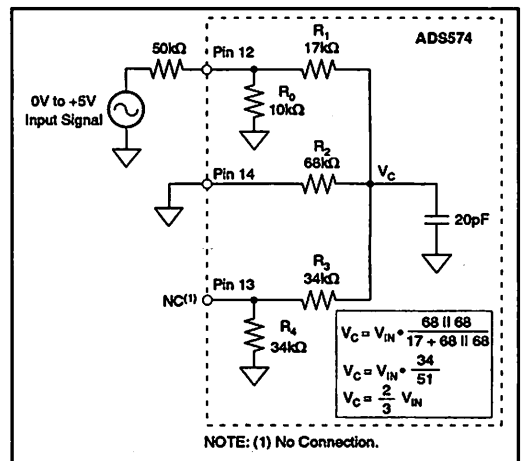 ADS574
50kΩ
Pin 12
R1
17kΩ
0V to +5V
Input Signal
R0
10kΩ
Pin 14
R2
68kΩ
VC
20pF
NC(1)
Pin 13
R3
34kΩ
R4
34kΩ
VC = VIN • 68 II 68 / 17 + 68 II 68
VC = VIN • 34 / 51
VC = 2 / 3 VIN
NOTE: (1) No Connection.